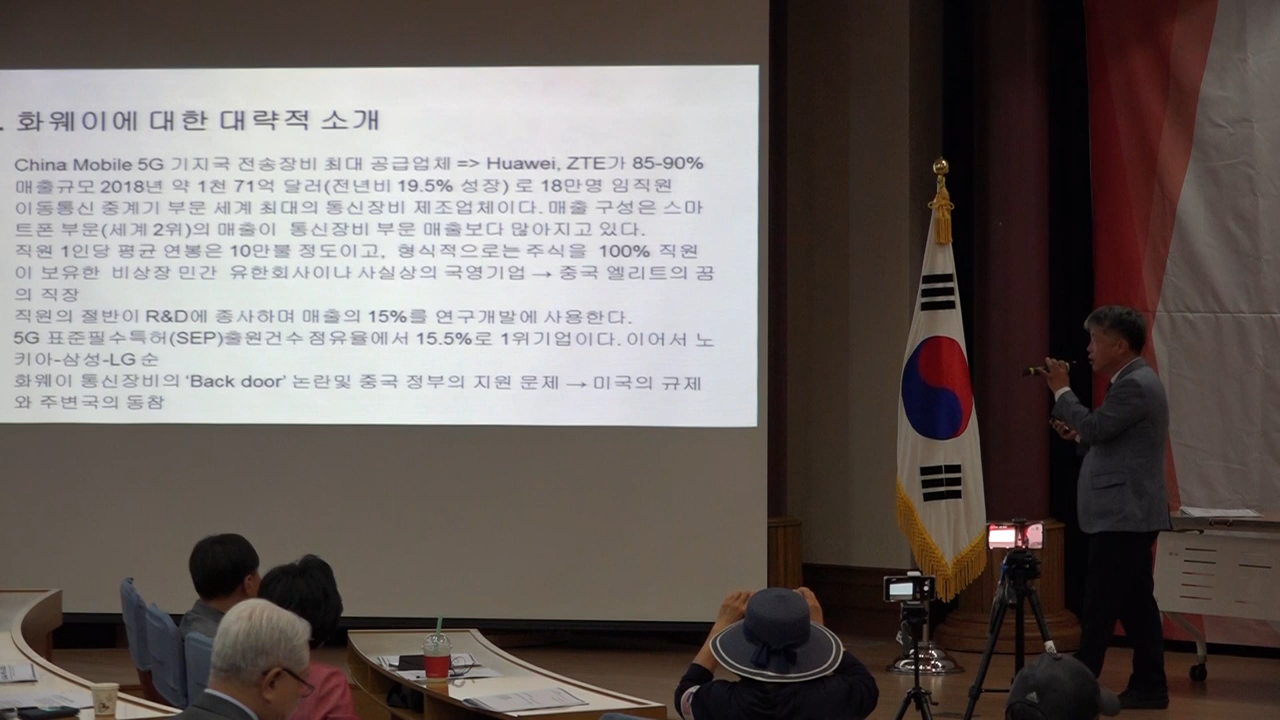 . 화웨이에 대한 대략적 소개
China Mobile 5G 기지국 전송장비 최대 공급업체 => Huawei, ZTE가 85-90%
매출규모 2018년 약 1천 71억 달러(전년비 19.5% 성장) 로 18만명 임직원
이동통신 중계기 부문 세계 최대의 통신장비 제조업체이다. 매출 구성은 스마
트폰 부문(세계 2위)의 매출이 통신장비 부문 매출보다 많아지고 있다.
직원 1인당 평균 연봉은 10만불 정도이고, 형식적으로는 주식을 100% 직원
이 보유한 비상장 민간 유한회사이나 사실상의 국영기업 → 중국 엘리트의 꿈
의 직장
직원의 절반이 R&D에 종사하며 매출의 15%를 연구개발에 사용한다.
5G 표준필수특허(SEP)출원건수 점유율에서 15.5%로 1위기업이다. 이어서 노
키아-삼성-LG 순
화웨이 통신장비의 ‘Back door’ 논란및 중국 정부의 지원 문제 → 미국의 규제
와 주변국의 동참